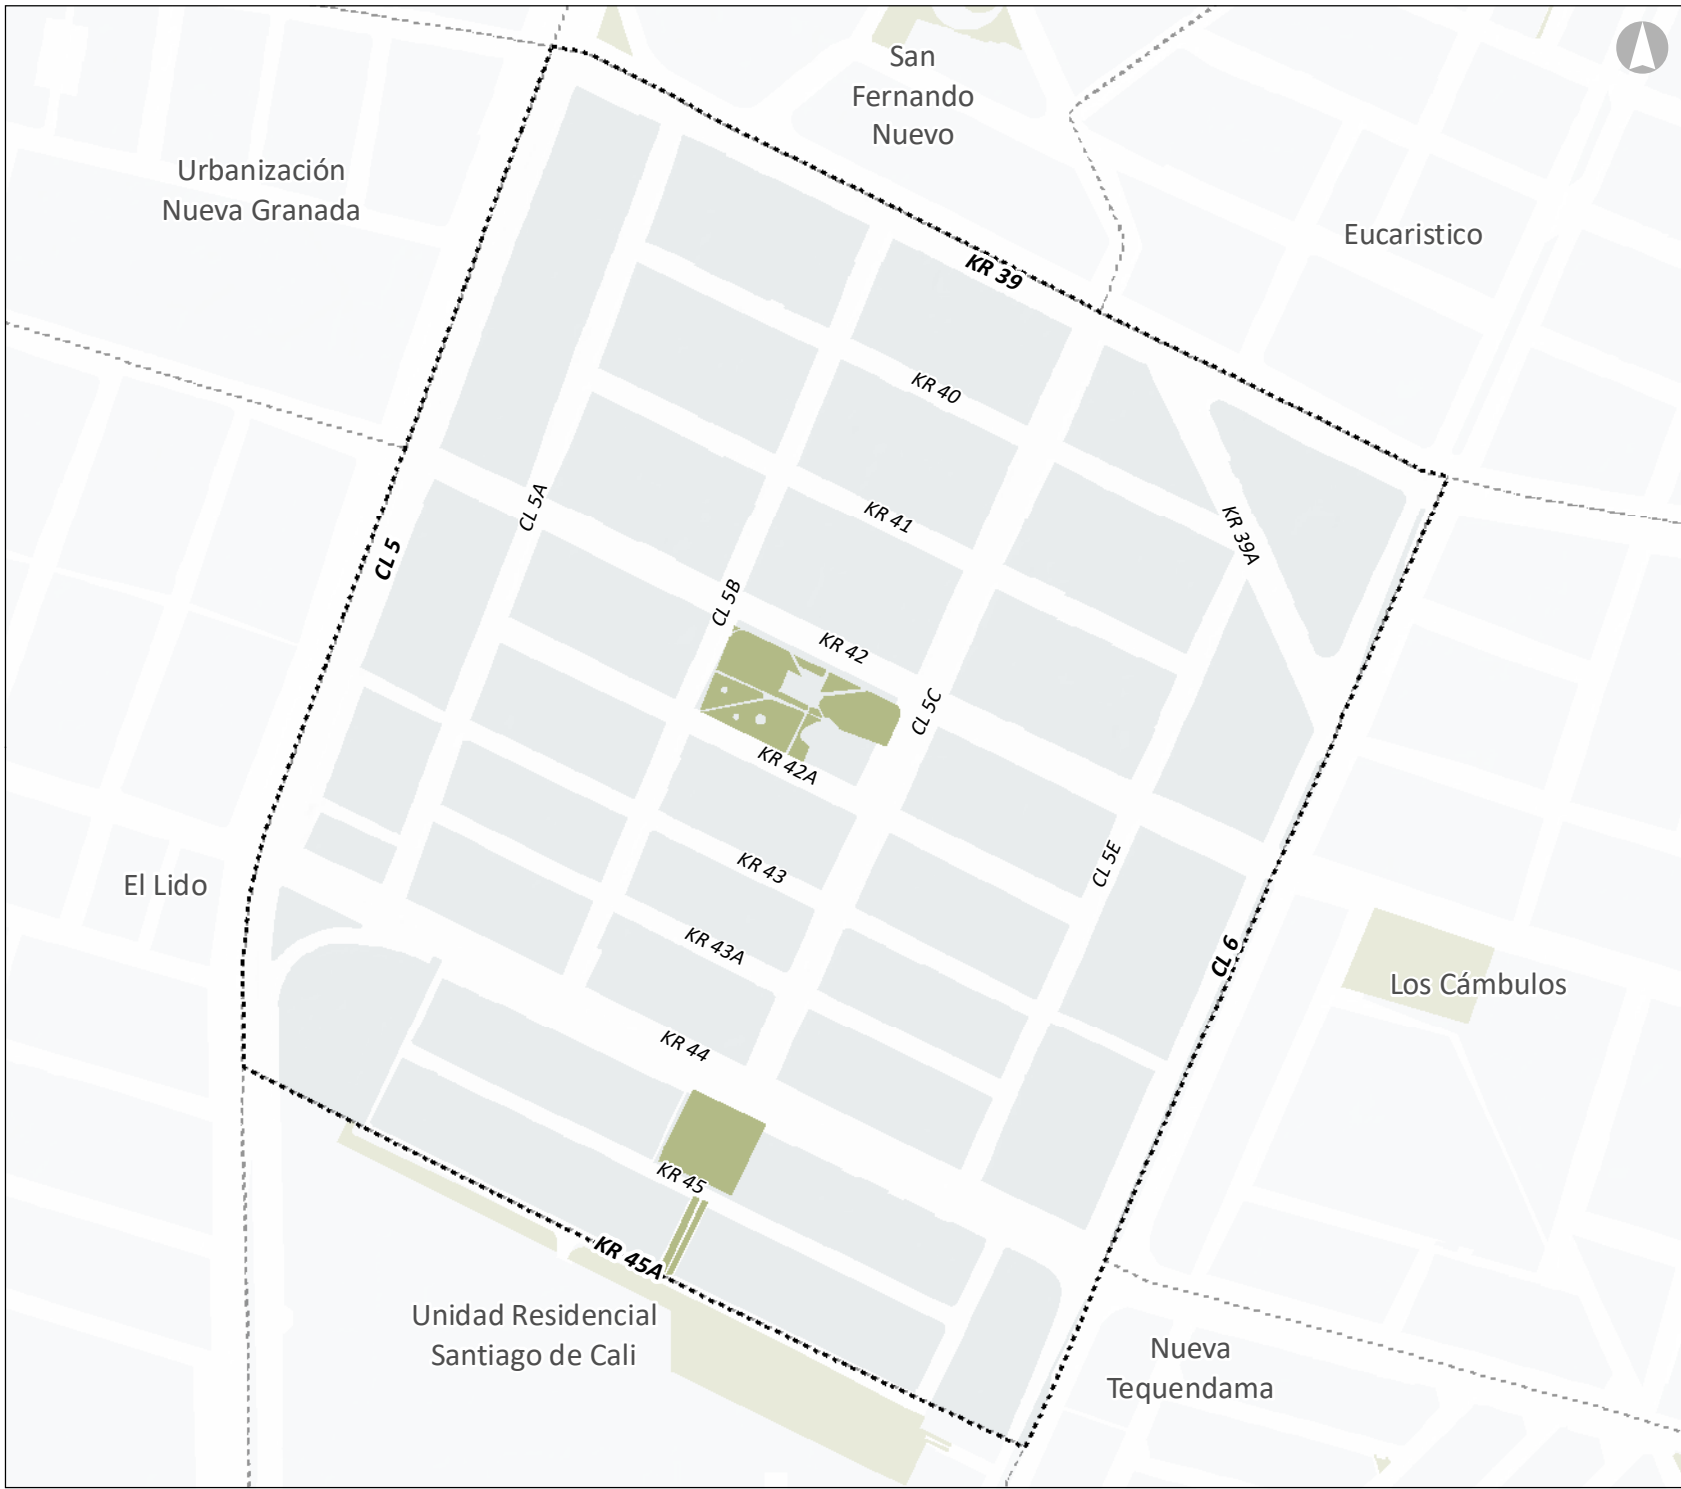 San
Fernando
Nuevo
Urbanización
Nueva Granada
Eucaristico
KR 39
KR 40
CL 5A
KR 41
KR 39A
CL 5
CL 5B
KR 42
CL 5C
KR 42A
KR 43
CL 5E
El Lido
KR 43A
CL 6
Los Cámbulos
KR 44
KR 45
KR 45A
Unidad Residencial
Santiago de Cali
Nueva
Tequendama